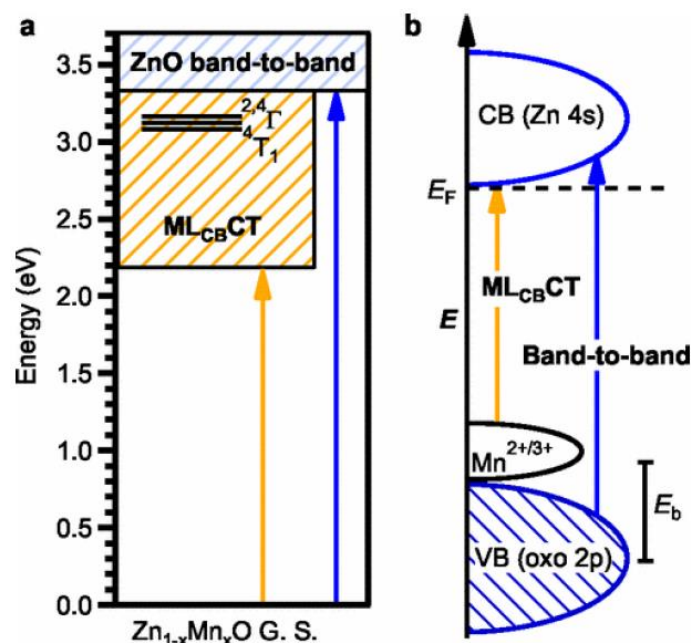 a
3.5
3.0
2.5
2.0
1.5
1.0
0.5
0.0
Energy (eV)
ZnO band-to-band
2,4Γ
4T1
MLCBCT
Zn1-xMnxO G. S.
b
CB (Zn 4s)
EF
MLCBCT
E
Band-to-band
Mn2+/3+
Eb
VB (oxo 2p)